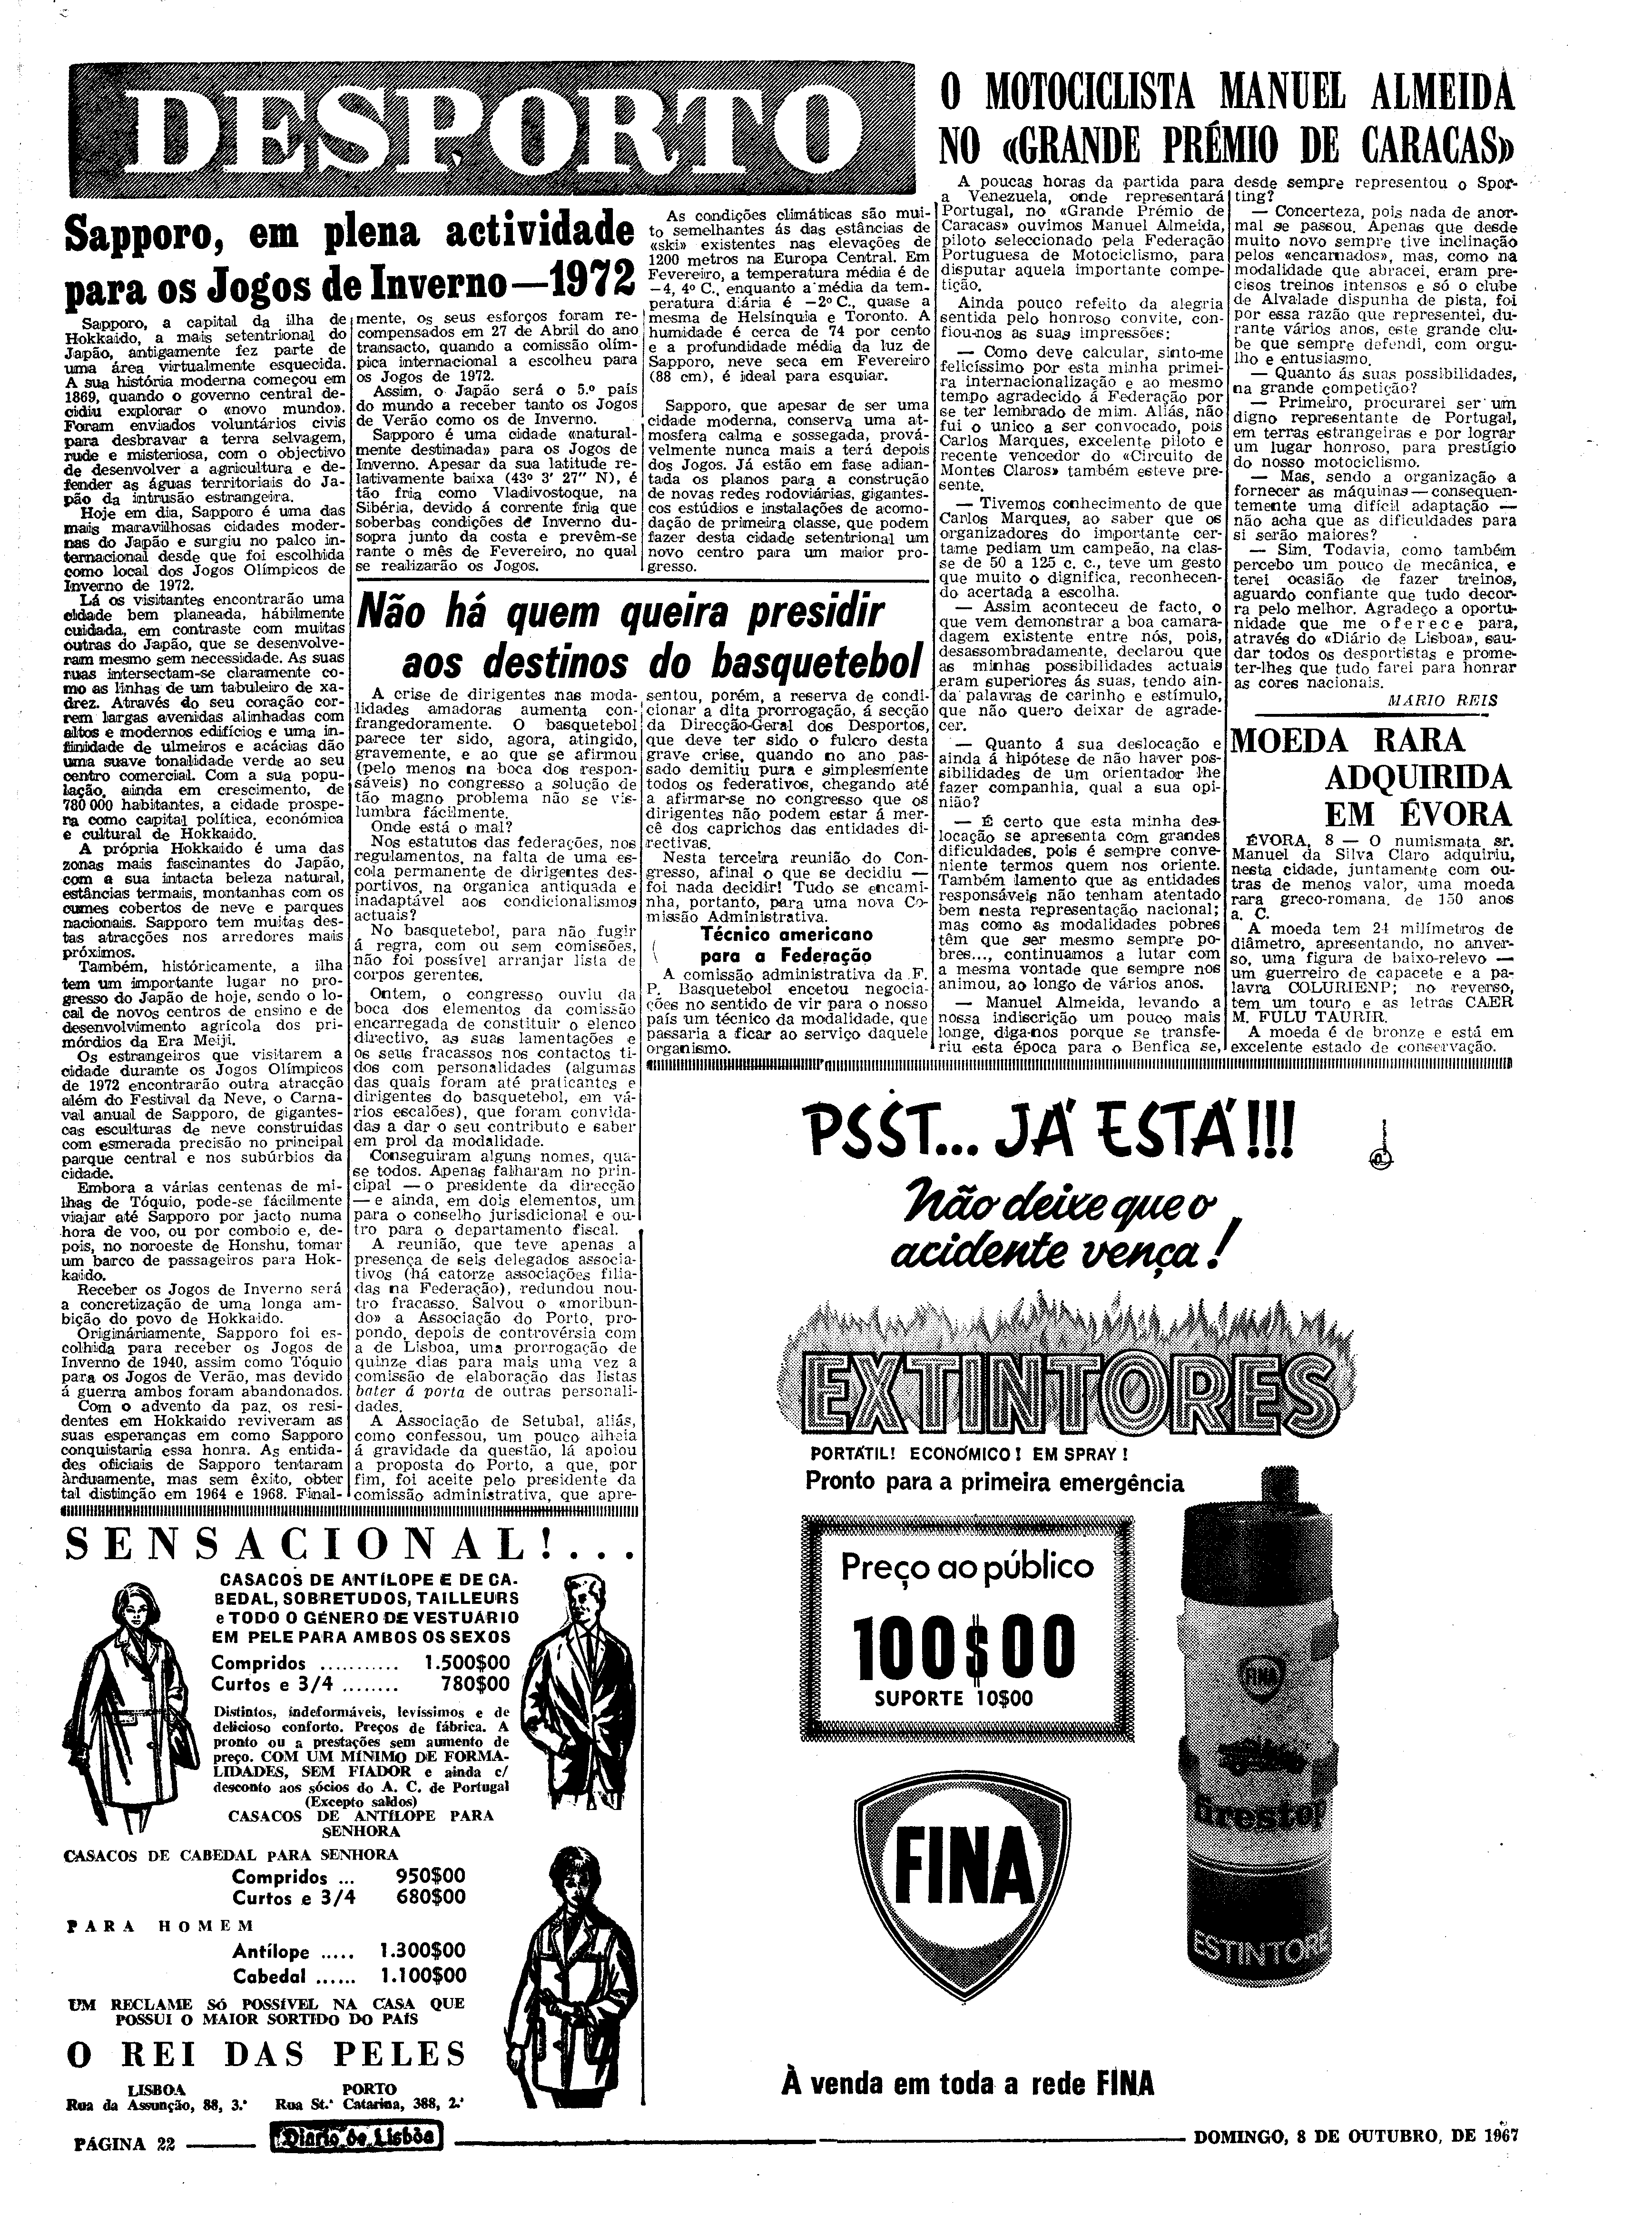 DESPORTO
Sapporo, em plena actividade
para os Jogos de Inverno—1972
Sapporo, a capital da ilha de
Hokkaido, a mais setentrional do
Japão, antigamente fez parte de
uma área virtualmente esquecida.
A sua história moderna começou em
1869, quando o governo central de-
cidiu explorar o «novo mundo».
Foram enviados voluntários civis
para desbravar a terra selvagem,
rude e misteriosa, com o objectivo
de desenvolver a agricultura e de-
fender as águas territoriais do Ja-
pão da intrusão estrangeira.
Hoje em dia, Sapporo é uma das
mais maravilhosas cidades moder-
nas do Japão e surgiu no palco in-
ternacional desde que foi escolhida
como local dos Jogos Olímpicos de
Inverno de 1972.
Lá os visitantes encontrarão uma
cidade bem planeada, hábilmente
cuidada, em contraste com muitas
outras do Japão, que se desenvolve-
ram mesmo sem necessidade. As suas
ruas intersectam-se claramente co-
mo as linhas de um tabuleiro de xa-
drez. Através do seu coração cor-
rem largas avenidas alinhadas com
altos e modernos edifícios e uma in-
finidade de ulmeiros e acácias dão
uma suave tonalidade verde ao seu
centro comercial. Com a sua popu-
lação, ainda em crescimento, de
780 000 habitantes, a cidade prospe-
ra como capital política, económica
e cultural de Hokkaido.
A própria Hokkaido é uma das
zonas mais fascinantes do Japão,
com a sua intacta beleza natural,
estâncias termais, montanhas com os
cumes cobertos de neve e parques
nacionais. Sapporo tem muitas des-
tas atracções nos arredores mais
próximos.
Também, históricamente, a ilha
tem um importante lugar no pro-
gresso do Japão de hoje, sendo o lo-
cal de novos centros de ensino e de
desenvolvimento agrícola dos pri-
mórdios da Era Meiji.
Os estrangeiros que visitarem a
cidade durante os Jogos Olímpicos
de 1972 encontrarão outra atracção
além do Festival da Neve, o Carna-
val anual de Sapporo, de gigantes-
cas esculturas de neve construídas
com esmerada precisão no principal
parque central e nos subúrbios da
cidade.
Embora a várias centenas de mi-
lhas de Tóquio, pode-se fácilmente
viajar até Sapporo por jacto numa
hora de voo, ou por comboio e, de-
pois, no noroeste de Honshu, tomar
um barco de passageiros para Hok-
kaido.
Receber os Jogos de Inverno será
a concretização de uma longa am-
bição do povo de Hokkaido.
Originàriamente, Sapporo foi es-
colhida para receber os Jogos de
Inverno de 1940, assim como Tóquio
para os Jogos de Verão, mas devido
á guerra ambos foram abandonados.
Com o advento da paz, os resi-
dentes em Hokkaido reviveram as
suas esperanças em como Sapporo
conquistaria essa honra. As entida-
des oficiais de Sapporo tentaram
àrduamente, mas sem êxito, obter
tal distinção em 1964 e 1968. Final-
mente, os seus esforços foram re-
compensados em 27 de Abril do ano
transacto, quando a comissão olím-
pica internacional a escolheu para
os Jogos de 1972.
Assim, o Japão será o 5.º país
do mundo a receber tanto os Jogos
de Verão como os de Inverno.
Sapporo é uma cidade «natural-
mente destinada» para os Jogos de
Inverno. Apesar da sua latitude re-
lativamente baixa (43º 3' 27'' N), é
tão fria como Vladivostoque, na
Sibéria, devido á corrente fria que
soberbas condições de Inverno du-
sopra junto da costa e prevêm-se
rante o mês de Fevereiro, no qual
se realizarão os Jogos.
As condições climáticas são mui-
to semelhantes ás das estâncias de
«ski» existentes nas elevações de
1200 metros na Europa Central. Em
Fevereiro, a temperatura média é de
—4, 4º C., enquanto a média da tem-
peratura diária é —2º C., quase a
mesma de Helsínquia e Toronto. A
humidade é cerca de 74 por cento
e a profundidade média da luz de
Sapporo, neve seca em Fevereiro
(88 cm), é ideal para esquiar.
Sapporo, que apesar de ser uma
cidade moderna, conserva uma at-
mosfera calma e sossegada, prová-
velmente nunca mais a terá depois
dos Jogos. Já estão em fase adian-
tada os planos para a construção
de novas redes rodoviárias, gigantes-
cos estúdios e instalações de acomo-
dação de primeira classe, que podem
fazer desta cidade setentrional um
novo centro para um maior pro-
gresso.
Não há quem queira presidir
aos destinos do basquetebol
A crise de dirigentes nas moda-
lidades amadoras aumenta con-
frangedoramente. O basquetebol
parece ter sido, agora, atingido,
gravemente, e ao que se afirmou
(pelo menos na boca dos respon-
sáveis) no congresso a solução de
tão magno problema não se vis-
lumbra fácilmente.
Onde está o mal?
Nos estatutos das federações, nos
regulamentos, na falta de uma es-
cola permanente de dirigentes des-
portivos, na organica antiquada e
inadaptável aos condicionalismos
actuais?
No basquetebol, para não fugir
á regra, com ou sem comissões,
não foi possível arranjar lista de
corpos gerentes.
Ontem, o congresso ouviu da
boca dos elementos da comissão
encarregada de constituir o elenco
directivo, as suas lamentações e
os seus fracassos nos contactos ti-
dos com personalidades (algumas
das quais foram até praticantes e
dirigentes do basquetebol, em vá-
rios escalões), que foram convida-
das a dar o seu contributo e saber
em prol da modalidade.
Conseguiram alguns nomes, qua-
se todos. Apenas falharam no prin-
cipal — o presidente da direcção
— e ainda, em dois elementos, um
para o conselho jurisdicional e ou-
tro para o departamento fiscal.
A reunião, que teve apenas a
presença de seis delegados associa-
tivos (há catorze associações filia-
das na Federação), redundou nou-
tro fracasso. Salvou o «moribun-
do» a Associação do Porto, pro-
pondo, depois de controvérsia com
a de Lisboa, uma prorrogação de
quinze dias para mais uma vez a
comissão de elaboração das listas
bater á porta de outras personali-
dades.
A Associação de Setubal, aliás,
como confessou, um pouco alheia
á gravidade da questão, lá apoiou
a proposta do Porto, a que, por
fim, foi aceite pelo presidente da
comissão administrativa, que apre-
sentou, porém, a reserva de condi-
cionar a dita prorrogação, á secção
da Direcção-Geral dos Desportos,
que deve ter sido o fulcro desta
grave crise, quando no ano pas-
sado demitiu pura e simplesmente
todos os federativos, chegando até
a afirmar-se no congresso que os
dirigentes não podem estar á mer-
cê dos caprichos das entidades di-
rectivas.
Nesta terceira reunião do Con-
gresso, afinal o que se decidiu —
foi nada decidir! Tudo se encami-
nha, portanto, para uma nova Co-
missão Administrativa.
Técnico americano
para a Federação
A comissão administrativa da F.
P. Basquetebol encetou negocia-
ções no sentido de vir para o nosso
país um técnico da modalidade, que
passaria a ficar ao serviço daquele
organismo.
O MOTOCICLISTA MANUEL ALMEIDA
NO «GRANDE PRÉMIO DE CARACAS»
A poucas horas da partida para
a Venezuela, onde representará
Portugal, no «Grande Prémio de
Caracas» ouvimos Manuel Almeida,
piloto seleccionado pela Federação
Portuguesa de Motociclismo, para
disputar aquela importante compe-
tição.
Ainda pouco refeito da alegria
sentida pelo honroso convite, con-
fiou-nos as suas impressões:
— Como deve calcular, sinto-me
felicíssimo por esta minha primei-
ra internacionalização e ao mesmo
tempo agradecido á Federação por
se ter lembrado de mim. Aliás, não
fui o unico a ser convocado, pois
Carlos Marques, excelente piloto e
recente vencedor do «Circuito de
Montes Claros» também esteve pre-
sente.
— Tivemos conhecimento de que
Carlos Marques, ao saber que os
organizadores do importante cer-
tame pediam um campeão, na clas-
se de 50 a 125 c. c., teve um gesto
que muito o dignifica, reconhecen-
do acertada a escolha.
— Assim aconteceu de facto, o
que vem demonstrar a boa camara-
dagem existente entre nós, pois,
desassombradamente, declarou que
as minhas possibilidades actuais
eram superiores ás suas, tendo ain-
da palavras de carinho e estímulo,
que não quero deixar de agrade-
cer.
— Quanto á sua deslocação e
ainda á hipótese de não haver pos-
sibilidades de um orientador lhe
fazer companhia, qual a sua opi-
nião?
— É certo que esta minha des-
locação se apresenta com grandes
dificuldades, pois é sempre conve-
niente termos quem nos oriente.
Também lamento que as entidades
responsáveis não tenham atentado
bem nesta representação nacional;
mas como as modalidades pobres
têm que ser mesmo sempre po-
bres..., continuamos a lutar com
a mesma vontade que sempre nos
animou, ao longo de vários anos.
— Manuel Almeida, levando a
nossa indiscrição um pouco mais
longe, diga-nos porque se transfe-
riu esta época para o Benfica se,
desde sempre representou o Spor-
ting?
— Concerteza, pois nada de anor-
mal se passou. Apenas que desde
muito novo sempre tive inclinação
pelos «encarnados», mas, como na
modalidade que abracei, eram pre-
cisos treinos intensos e só o clube
de Alvalade dispunha de pista, foi
por essa razão que representei, du-
rante vários anos, este grande clu-
be que sempre defendi, com orgu-
lho e entusiasmo.
— Quanto ás suas possibilidades,
na grande competição?
— Primeiro, procurarei ser um
digno representante de Portugal,
em terras estrangeiras e por lograr
um lugar honroso, para prestígio
do nosso motociclismo.
— Mas, sendo a organização a
fornecer as máquinas — consequen-
temente uma difícil adaptação —
não acha que as dificuldades para
si serão maiores?
— Sim. Todavia, como também
percebo um pouco de mecânica, e
terei ocasião de fazer treinos,
aguardo confiante que tudo decor-
ra pelo melhor. Agradeço a oportu-
nidade que me oferece para,
através do «Diário de Lisboa», sau-
dar todos os desportistas e prome-
ter-lhes que tudo farei para honrar
as cores nacionais.
MARIO REIS
MOEDA RARA
ADQUIRIDA
EM ÉVORA
ÉVORA, 8 — O numismata sr.
Manuel da Silva Claro adquiriu,
nesta cidade, juntamente com ou-
tras de menos valor, uma moeda
rara greco-romana, de 150 anos
a. C.
A moeda tem 24 milímetros de
diâmetro, apresentando, no anver-
so, uma figura de baixo-relevo —
um guerreiro de capacete e a pa-
lavra COLURIENP; no reverso,
tem um touro e as letras CAER
M. FULU TAURIR.
A moeda é de bronze e está em
excelente estado de conservação.
PSST... JÁ ESTÁ!!!
Não deixe que o
acidente vença!
EXTINTORES
PORTÁTIL! ECONÓMICO! EM SPRAY!
Pronto para a primeira emergência
Preço ao público
100$00
SUPORTE 10$00
FINA
FINA
firestop
ESTINTORE
À venda em toda a rede FINA
SENSACIONAL!...
CASACOS DE ANTÍLOPE E DE CA-
BEDAL, SOBRETUDOS, TAILLEURS
e TODO O GÉNERO DE VESTUÁRIO
EM PELE PARA AMBOS OS SEXOS
Compridos ........... 1.500$00
Curtos e 3/4 ........ 780$00
Distintos, indeformáveis, levíssimos e de
delicioso conforto. Preços de fábrica. A
pronto ou a prestações sem aumento de
preço. COM UM MÍNIMO DE FORMA-
LIDADES, SEM FIADOR e ainda c/
desconto aos sócios do A. C. de Portugal
(Excepto saldos)
CASACOS DE ANTÍLOPE PARA
SENHORA
CASACOS DE CABEDAL PARA SENHORA
Compridos ... 950$00
Curtos e 3/4 680$00
PARA HOMEM
Antílope ..... 1.300$00
Cabedal ...... 1.100$00
UM RECLAME SÓ POSSÍVEL NA CASA QUE
POSSUI O MAIOR SORTIDO DO PAÍS
O REI DAS PELES
LISBOA PORTO
Rua da Assunção, 88, 3.º Rua St.ª Catarina, 388, 2.º
PÁGINA 22 Diário de Lisbôa DOMINGO, 8 DE OUTUBRO, DE 1967